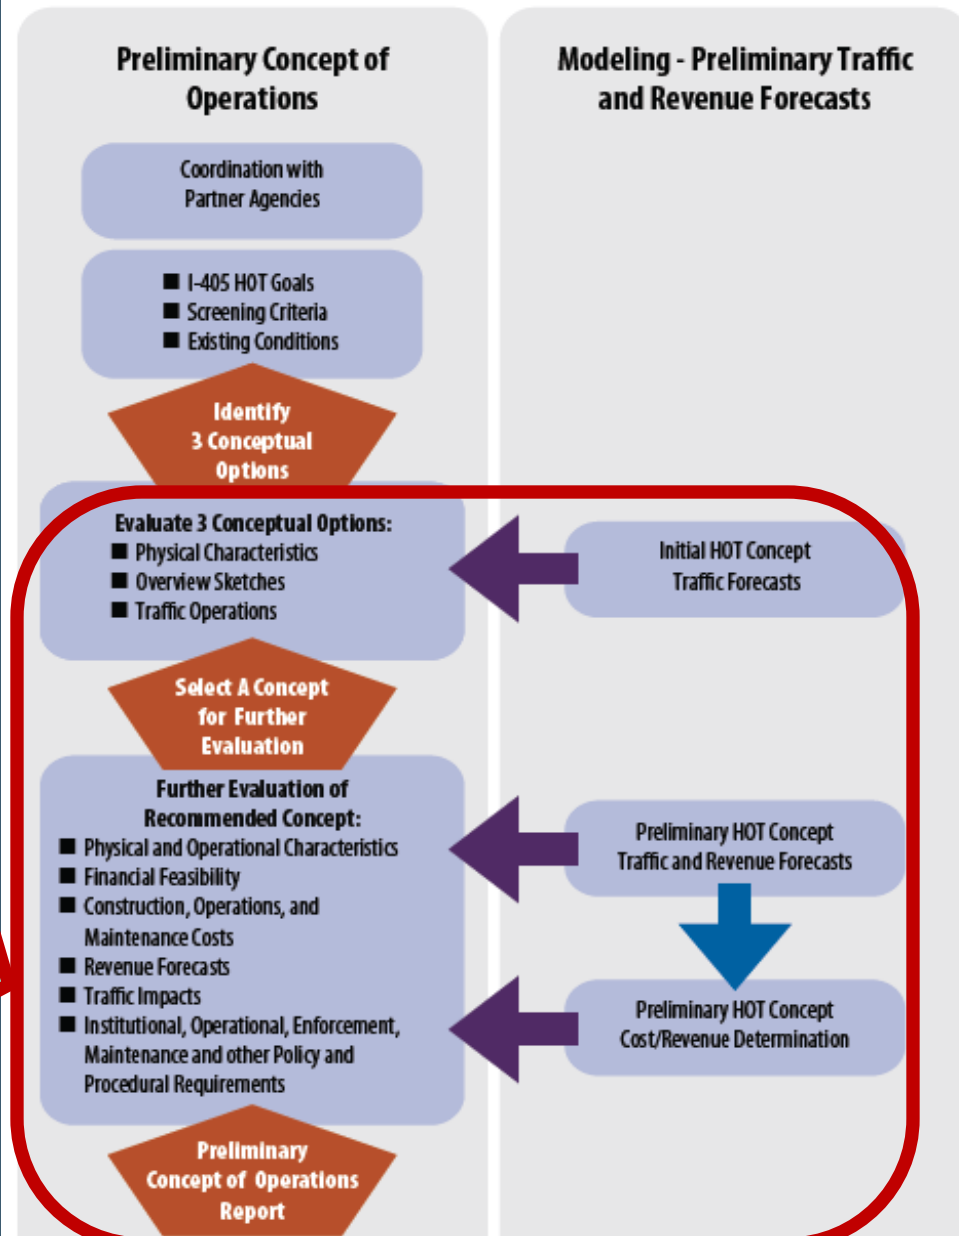 Preliminary Concept of
Operations
Coordination with
Partner Agencies
■ I-405 HOT Goals
■ Screening Criteria
■ Existing Conditions
Identify
3 Conceptual
Options
Evaluate 3 Conceptual Options:
■ Physical Characteristics
■ Overview Sketches
■ Traffic Operations
Select A Concept
for Further
Evaluation
Further Evaluation of
Recommended Concept:
■ Physical and Operational Characteristics
■ Financial Feasibility
■ Construction, Operations, and
Maintenance Costs
■ Revenue Forecasts
■ Traffic Impacts
■ Institutional, Operational, Enforcement,
Maintenance and other Policy and
Procedural Requirements
Preliminary
Concept of Operations
Report
Modeling - Preliminary Traffic
and Revenue Forecasts
Initial HOT Concept
Traffic Forecasts
Preliminary HOT Concept
Traffic and Revenue Forecasts
Preliminary HOT Concept
Cost/Revenue Determination